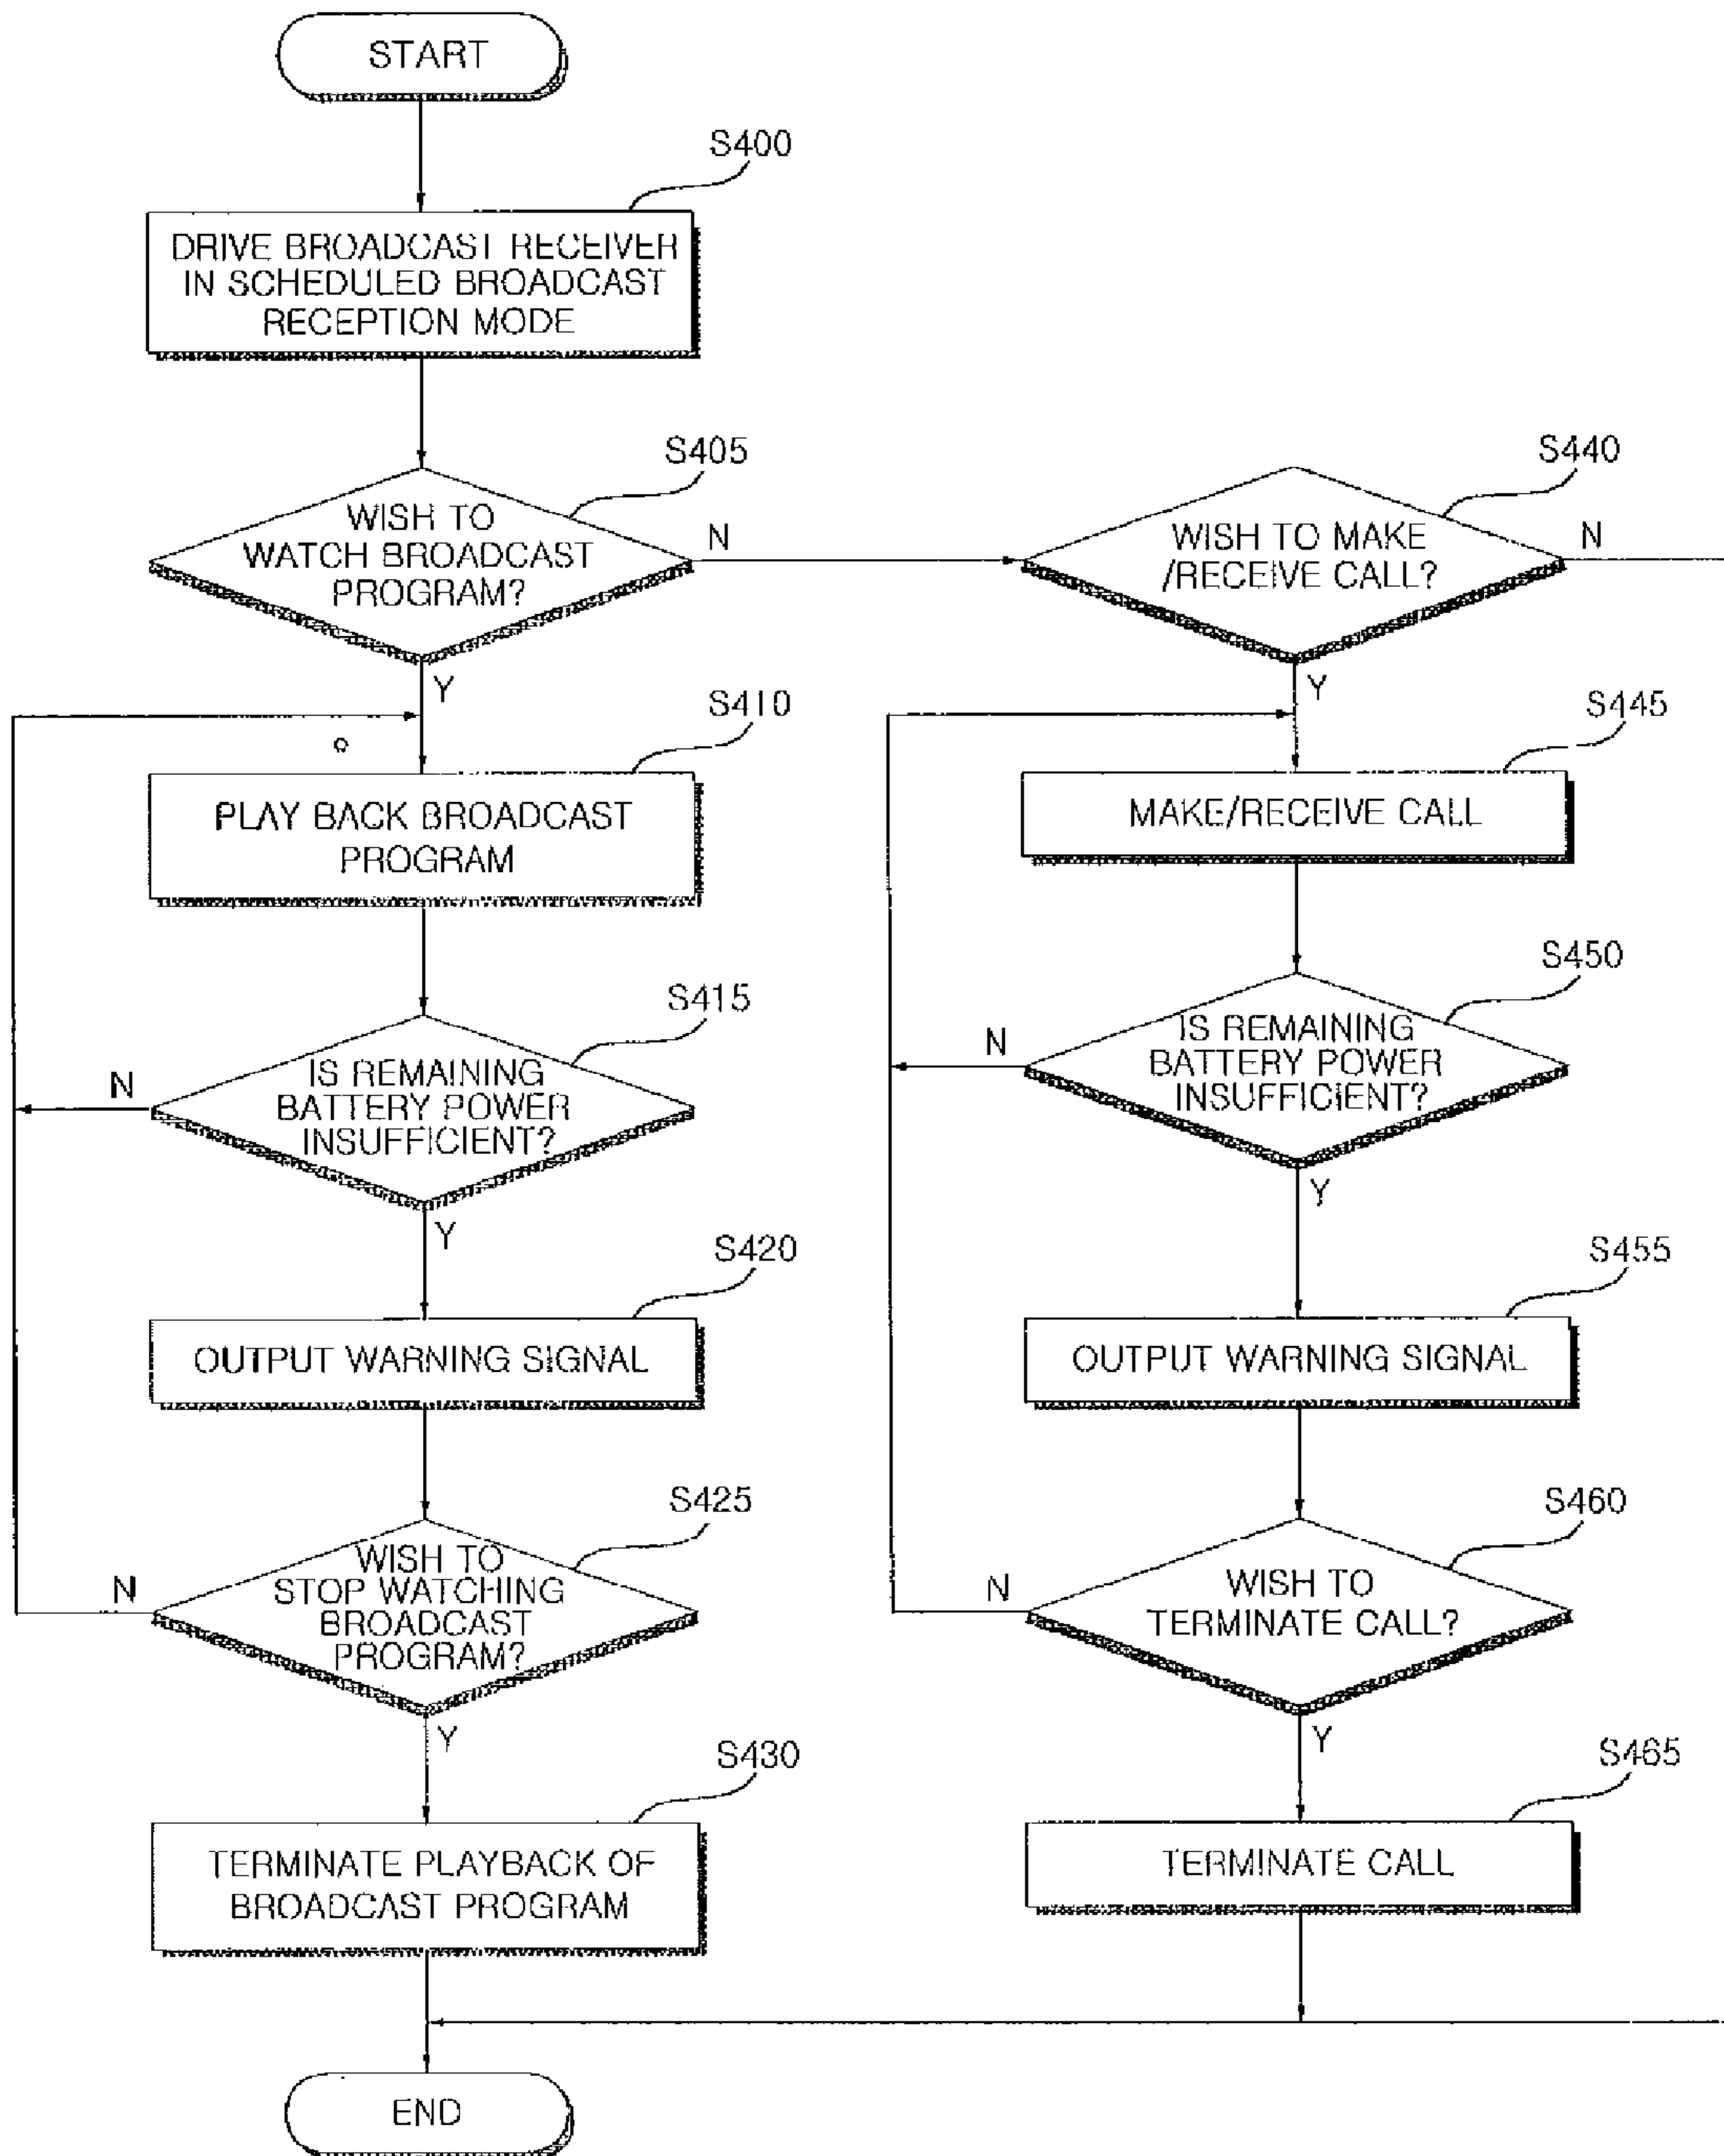 START
S400
DRIVE BROADCAST RECEIVER
IN SCHEDULED BROADCAST
RECEPTION MODE
S405
WISH TO
WATCH BROADCAST
PROGRAM?
N
Y
S410
PLAY BACK BROADCAST
PROGRAM
S415
IS REMAINING
BATTERY POWER
INSUFFICIENT?
N
Y
S420
OUTPUT WARNING SIGNAL
S425
WISH TO
STOP WATCHING
BROADCAST
PROGRAM?
N
Y
S430
TERMINATE PLAYBACK OF
BROADCAST PROGRAM
S440
WISH TO MAKE
/RECEIVE CALL?
N
Y
S445
MAKE/RECEIVE CALL
S450
IS REMAINING
BATTERY POWER
INSUFFICIENT?
N
Y
S455
OUTPUT WARNING SIGNAL
S460
WISH TO
TERMINATE CALL?
N
Y
S465
TERMINATE CALL
END